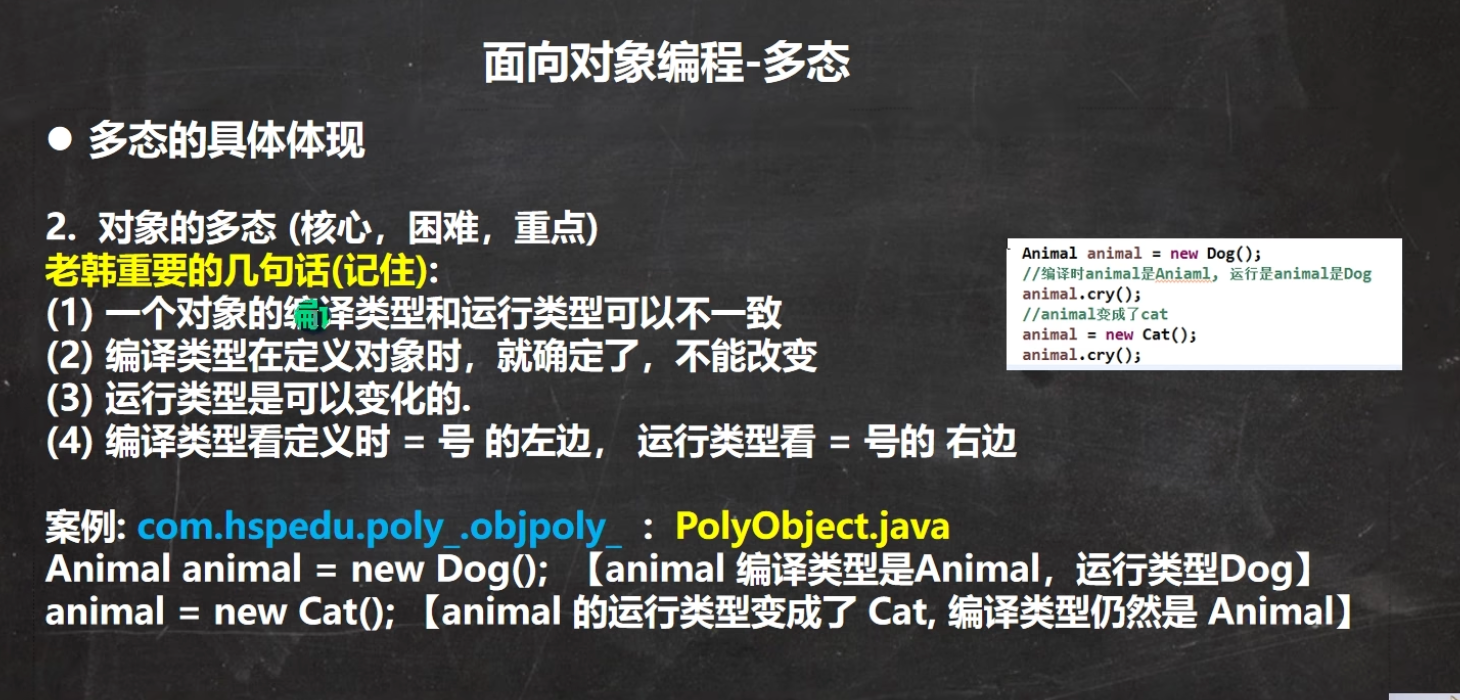 面向对象编程-多态
● 多态的具体体现
2. 对象的多态 (核心，困难，重点)
老韩重要的几句话(记住):
(1) 一个对象的编译类型和运行类型可以不一致
(2) 编译类型在定义对象时，就确定了，不能改变
(3) 运行类型是可以变化的.
(4) 编译类型看定义时 = 号 的左边， 运行类型看 = 号的 右边
Animal animal = new Dog();
//编译时animal是Aniaml, 运行是animal是Dog
animal.cry();
//animal变成了cat
animal = new Cat();
animal.cry();
案例: com.hspedu.poly_.objpoly_ ： PolyObject.java
Animal animal = new Dog(); 【animal 编译类型是Animal，运行类型Dog】
animal = new Cat(); 【animal 的运行类型变成了 Cat, 编译类型仍然是 Animal】